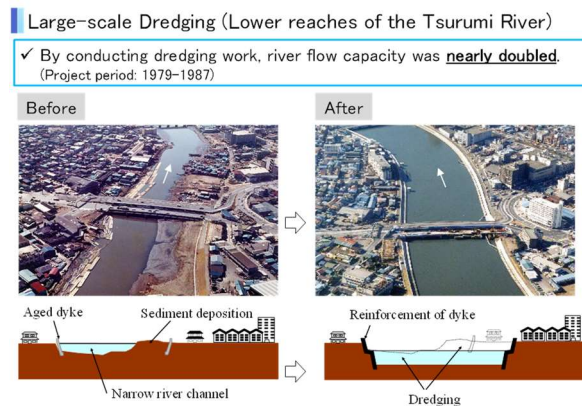 Large-scale Dredging (Lower reaches of the Tsurumi River)
✓ By conducting dredging work, river flow capacity was nearly doubled.
(Project period: 1979-1987)
Before
After
Aged dyke
Sediment deposition
Narrow river channel
Reinforcement of dyke
Dredging